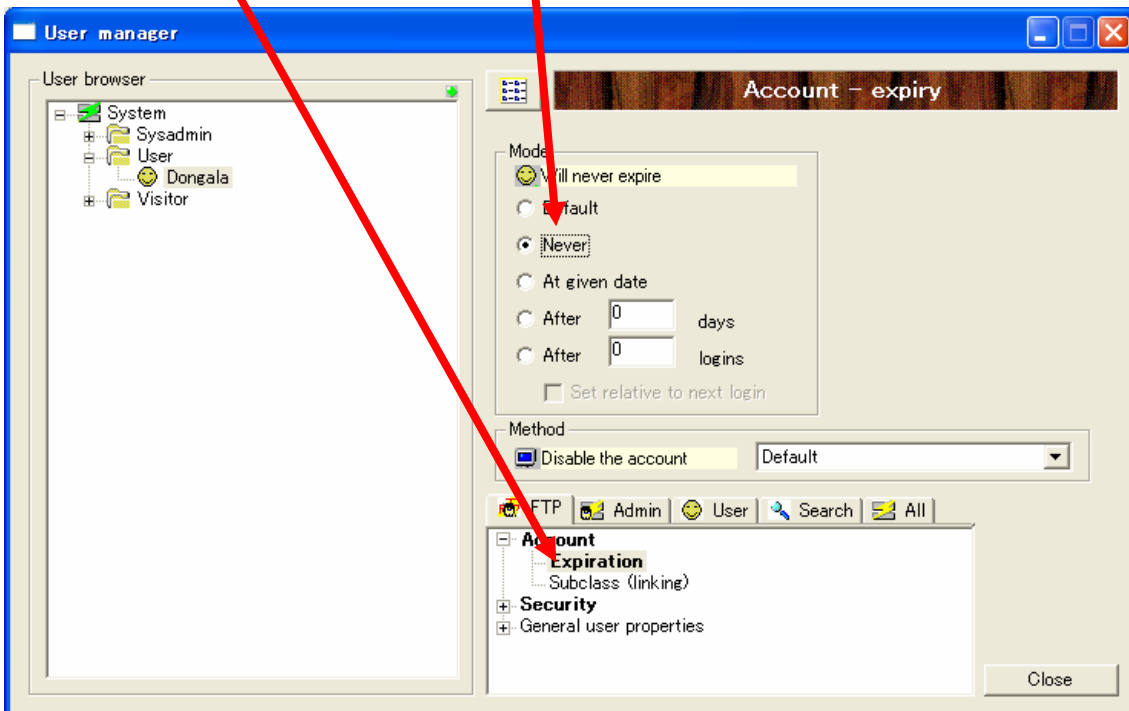 User manager
User browser
System
Sysadmin
User
Dongala
Visitor
Account - expiry
Mode
Will never expire
Default
Never
At given date
After 0 days
After 0 logins
Set relative to next login
Method
Disable the account Default
FTP Admin User Search All
Account
Expiration
Subclass (linking)
Security
General user properties
Close